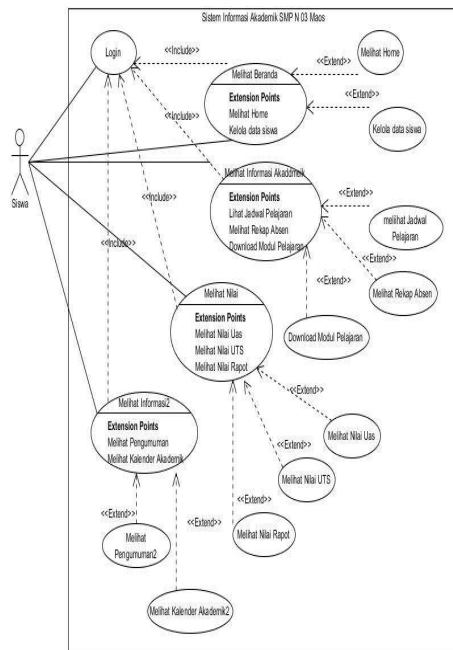 Sistem Informasi Akademik SMP N 03 Maos
Login
<<Include>>
Melihat Beranda
Extension Points
Melihat Home
Kelola data siswa
<<Extend>>
Melihat Home
<<Extend>>
Kelola data siswa
<<Include>>
Siswa
Melihat Informasi Akaddmeik
Extension Points
Lihat Jadwal Pelajaran
Melihat Rekap Absen
Download Modul Pelajaran
<<Extend>>
meliihat Jadwal
Pelajaran
<<Extend>>
Melihat Rekap Absen
<<Extend>>
Download Modul Pelajaran
<<Include>>
<<Include>>
Melihat Nilai
Extension Points
Melihat Nilai Uas
Melihat Nilai UTS
Melihat Nilai Rapot
<<Extend>>
Melihat Nilai Uas
<<Extend>>
Melihat Nilai UTS
<<Extend>>
Melihat Nilai Rapot
Melihat Informasi2
Extension Points
Melihat Pengumuman
Melihat Kalender Akademik
<<Extend>>
Melihat
Pengumuman2
<<Extend>>
Melihat Kalender Akademik2